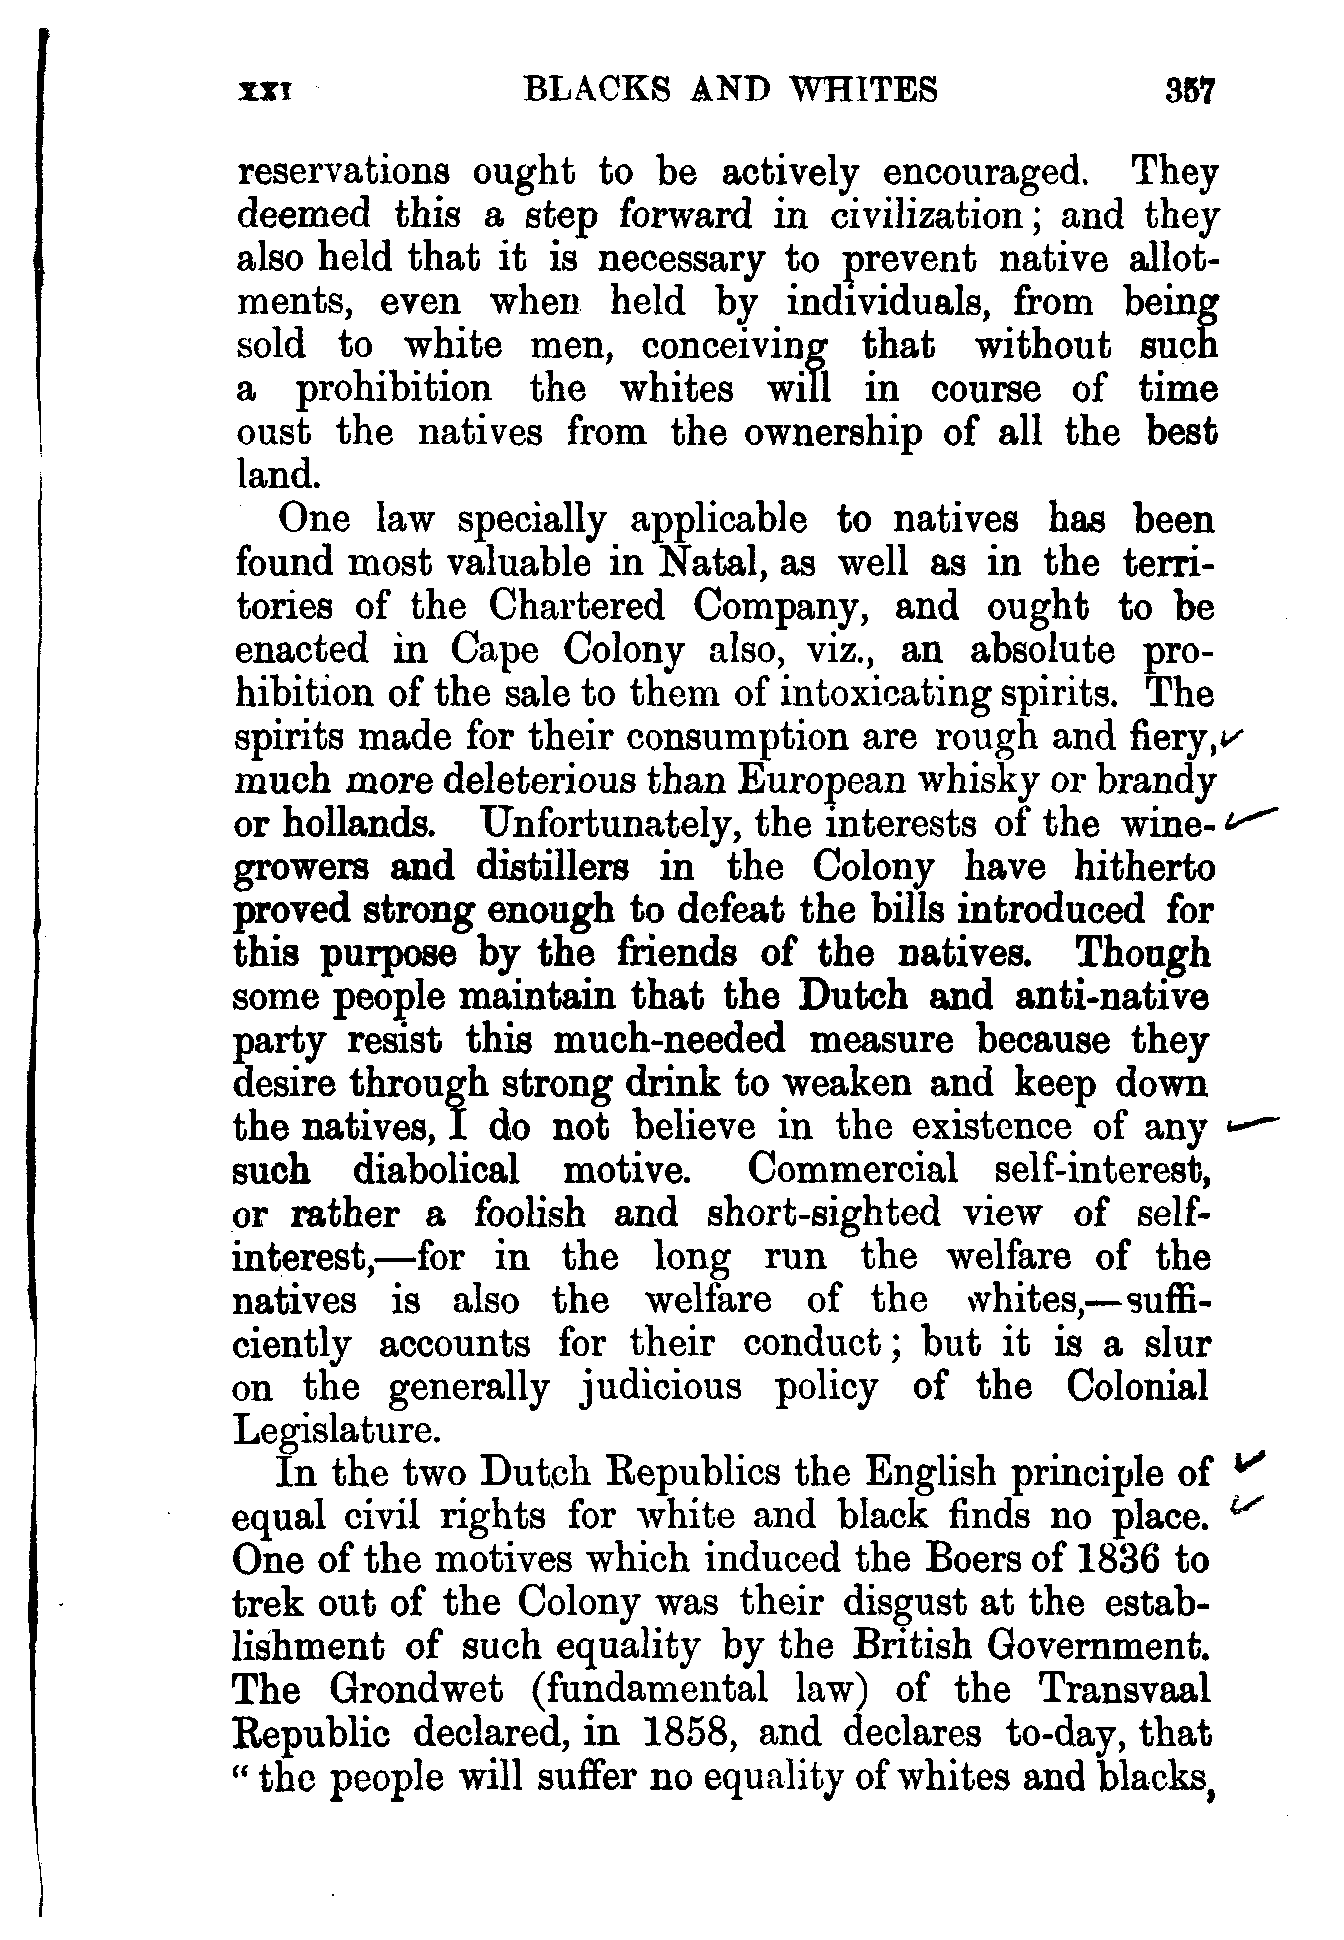 XXI BLACKS AND WHITES 357
reservations ought to be actively encouraged. They
deemed this a step forward in civilization; and they
also held that it is necessary to prevent native allot-
ments, even when held by individuals, from being
sold to white men, conceiving that without such
a prohibition the whites will in course of time
oust the natives from the ownership of all the best
land.
One law specially applicable to natives has been
found most valuable in Natal, as well as in the terri-
tories of the Chartered Company, and ought to be
enacted in Cape Colony also, viz., an absolute pro-
hibition of the sale to them of intoxicating spirits. The
spirits made for their consumption are rough and fiery,
much more deleterious than European whisky or brandy
or hollands. Unfortunately, the interests of the wine-
growers and distillers in the Colony have hitherto
proved strong enough to defeat the bills introduced for
this purpose by the friends of the natives. Though
some people maintain that the Dutch and anti-native
party resist this much-needed measure because they
desire through strong drink to weaken and keep down
the natives, I do not believe in the existence of any
such diabolical motive. Commercial self-interest,
or rather a foolish and short-sighted view of self-
interest,—for in the long run the welfare of the
natives is also the welfare of the whites,—suffi-
ciently accounts for their conduct; but it is a slur
on the generally judicious policy of the Colonial
Legislature.
In the two Dutch Republics the English principle of
equal civil rights for white and black finds no place.
One of the motives which induced the Boers of 1836 to
trek out of the Colony was their disgust at the estab-
lishment of such equality by the British Government.
The Grondwet (fundamental law) of the Transvaal
Republic declared, in 1858, and declares to-day, that
“the people will suffer no equality of whites and blacks,